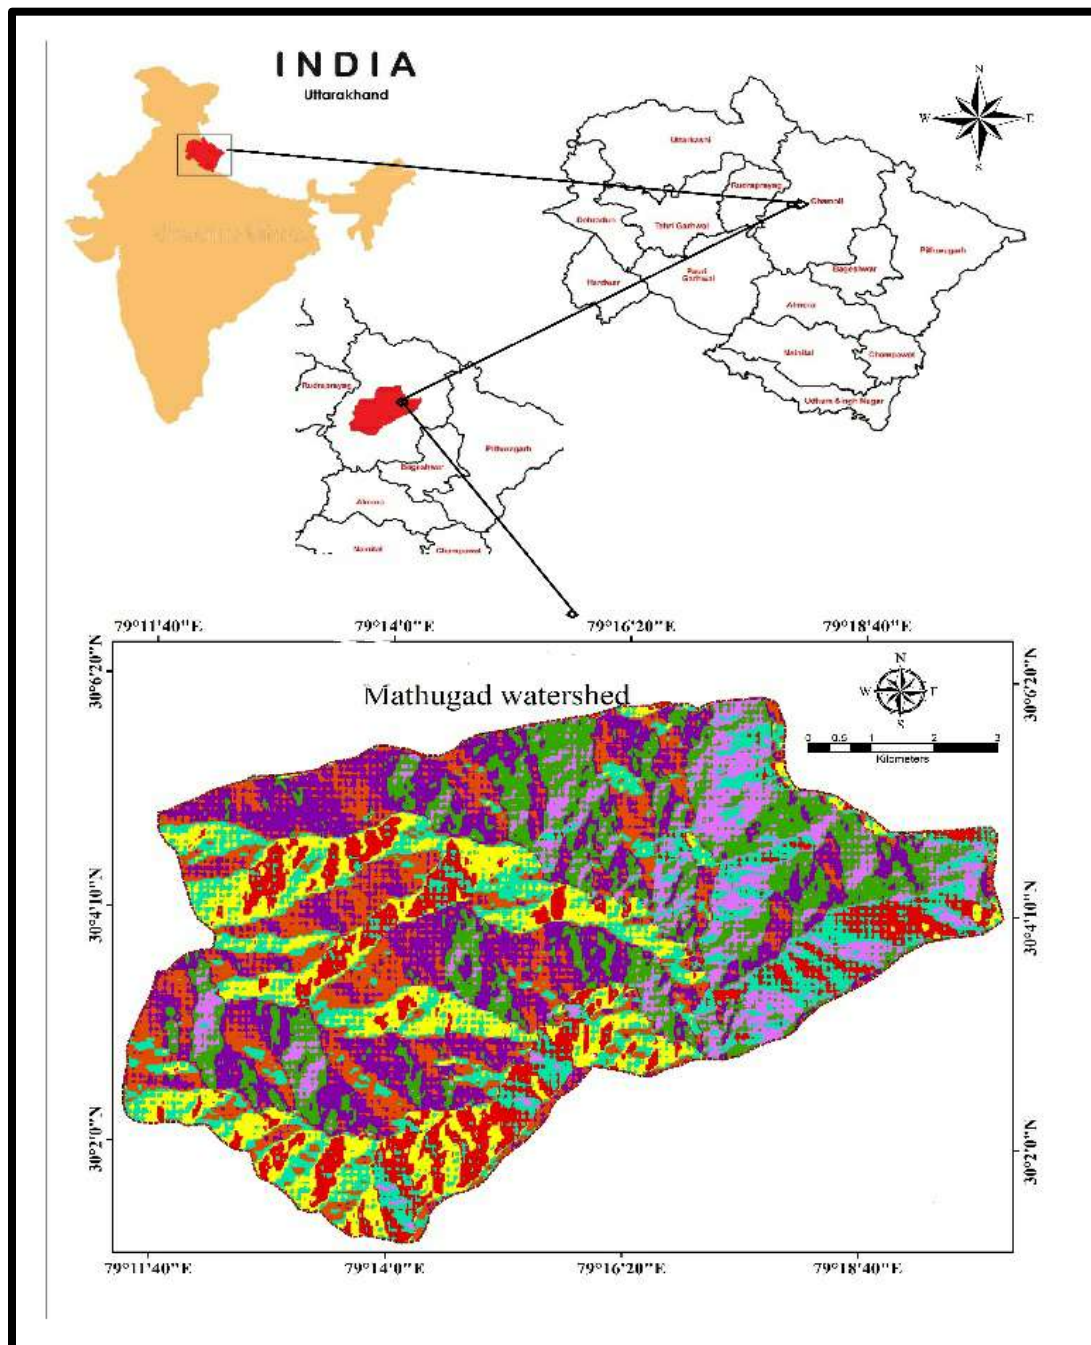 INDIA
Uttarakhand
N
W E
S
Uttarkashi
Rudraprayag
Chamoli
Dehradun
Tehri Garhwal
Pithoragarh
Pauri
Garhwal
Bageshwar
Hardwar
Almora
Nainital
Champawat
Udham Singh Nagar
Rudraprayag
Pithoragarh
Bageshwar
Almora
Nainital
Champawat
79°11'40"E 79°14'0"E 79°16'20"E 79°18'40"E
30°6'20"N
30°6'20"N
Mathugad watershed
N
W E
S
0 0.5 1 2 3
Kilometers
30°4'10"N
30°4'10"N
30°2'0"N
30°2'0"N
79°11'40"E 79°14'0"E 79°16'20"E 79°18'40"E